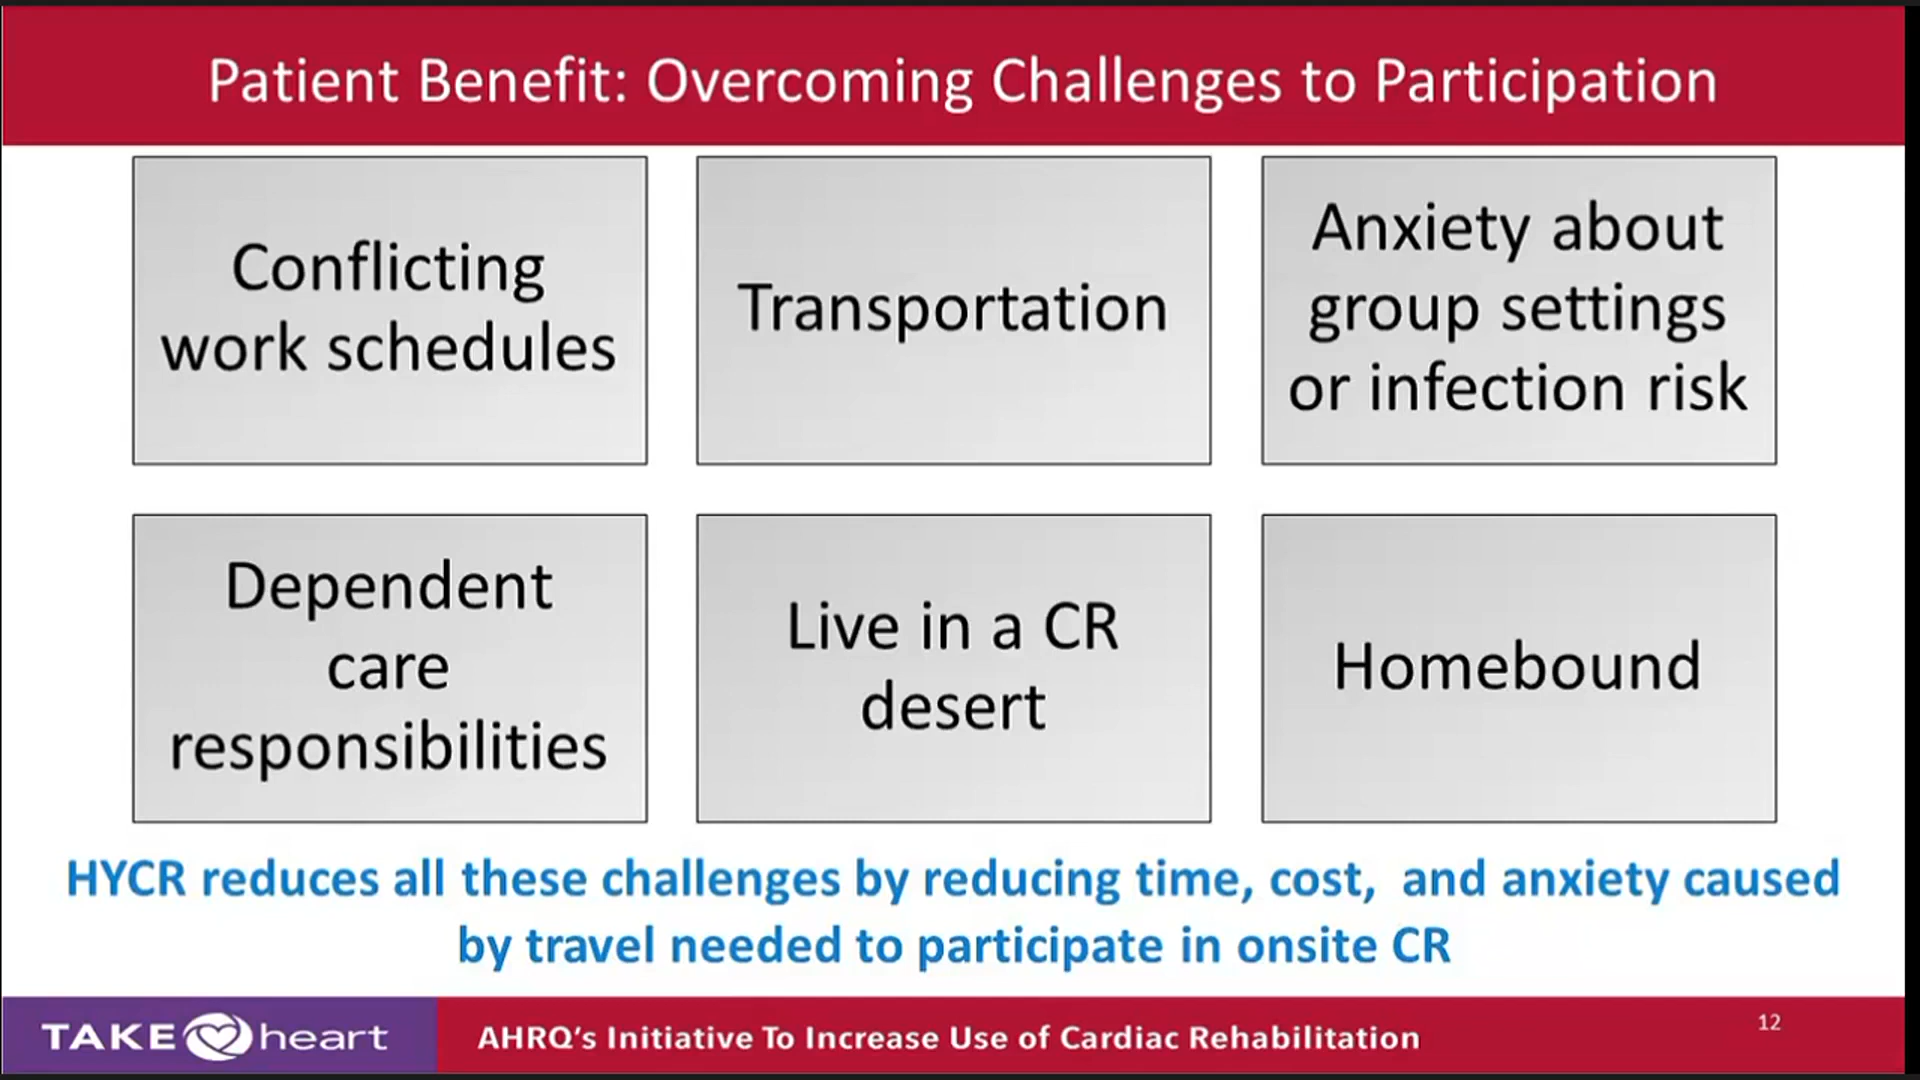 Patient Benefit: Overcoming Challenges to Participation
Conflicting
work schedules
Transportation
Anxiety about
group settings
or infection risk
Dependent
care
responsibilities
Live in a CR
desert
Homebound
HYCR reduces all these challenges by reducing time, cost,  and anxiety caused
by travel needed to participate in onsite CR
TAKE heart
AHRQ's Initiative To Increase Use of Cardiac Rehabilitation
12